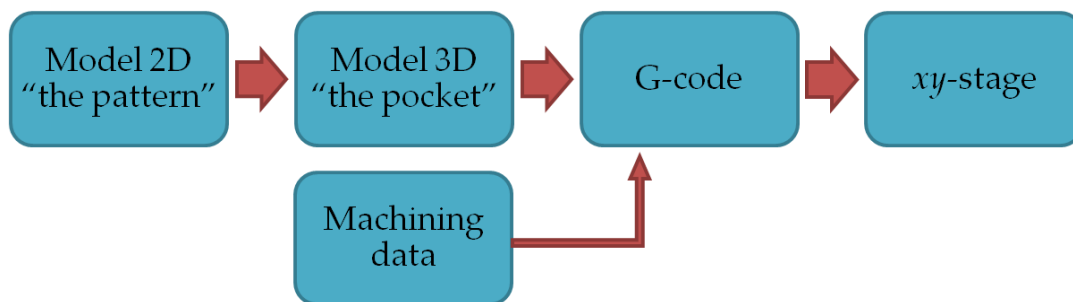 Model 2D
“the pattern”
Model 3D
“the pocket”
G-code
xy-stage
Machining
data